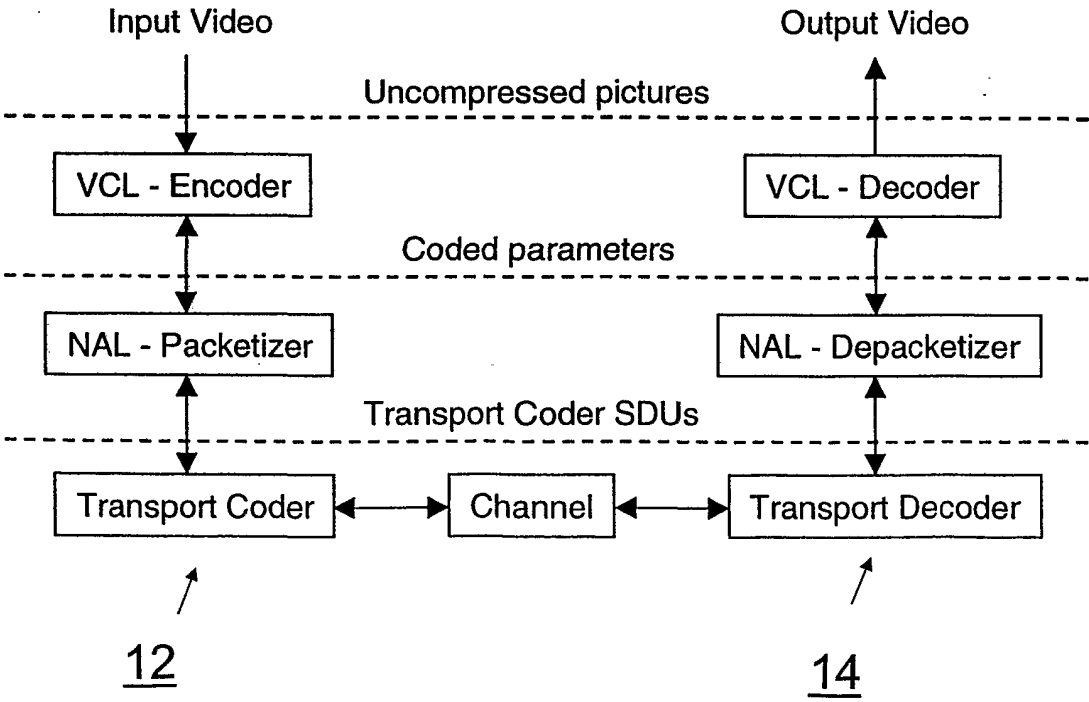 Input Video
Output Video
Uncompressed pictures
VCL - Encoder
VCL - Decoder
Coded parameters
NAL - Packetizer
NAL - Depacketizer
Transport Coder SDUs
Transport Coder
Channel
Transport Decoder
12
14